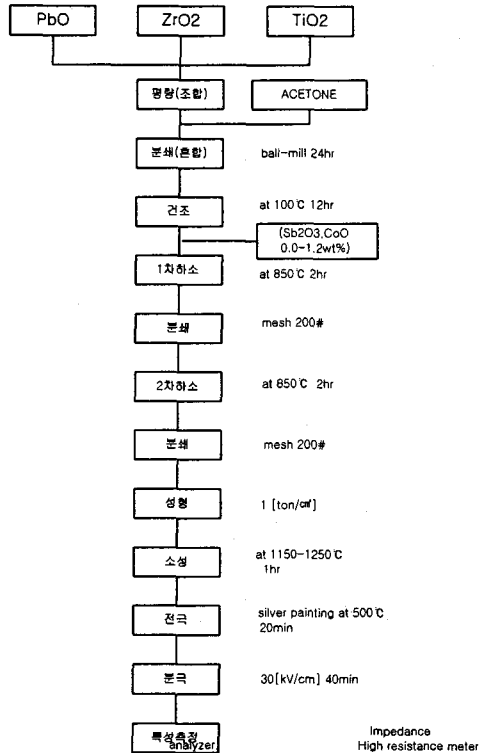 PbO
ZrO2
TiO2
평량(조합)
ACETONE
분쇄(혼합)
ball-mill 24hr
건조
at 100℃ 12hr
(Sb2O3,CoO
0.0-1.2wt%)
1차하소
at 850℃ 2hr
분쇄
mesh 200#
2차하소
at 850℃ 2hr
분쇄
mesh 200#
성형
1 [ton/㎠]
소성
at 1150-1250℃
1hr
전극
silver painting at 500℃
20min
분극
30[kV/cm] 40min
특성측정
Impedance
analyzer
High resistance meter